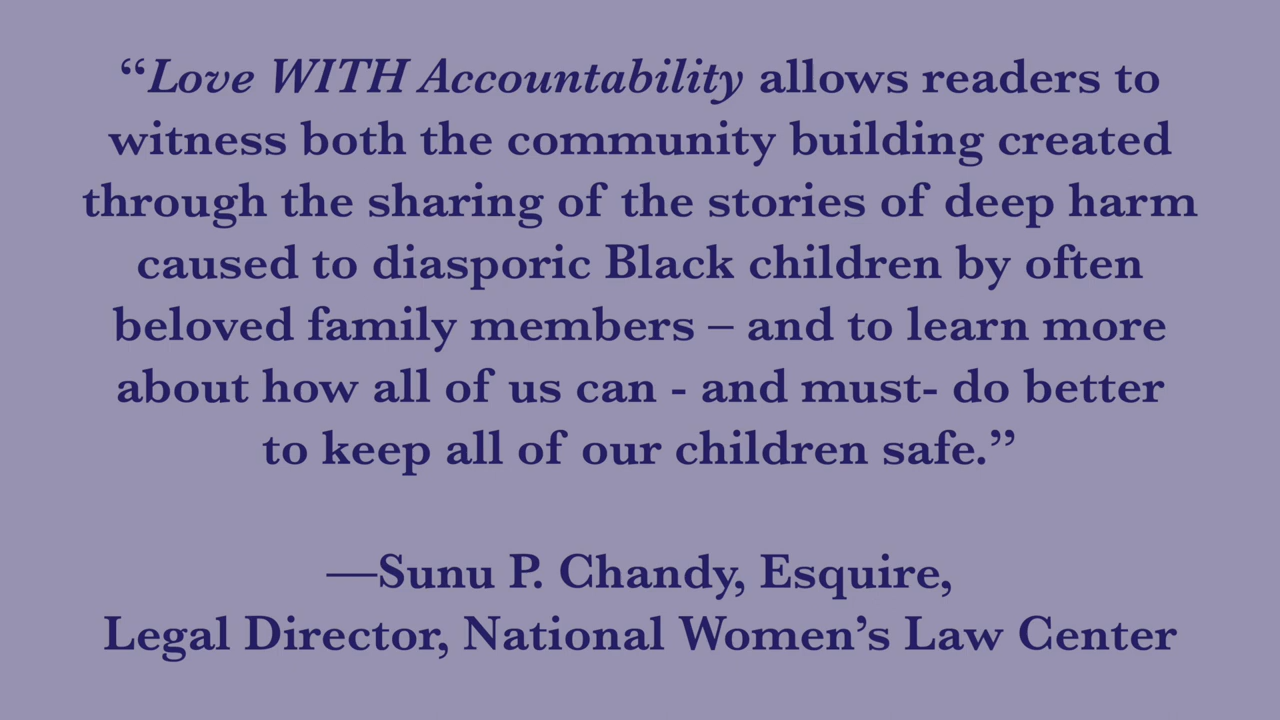 “Love WITH Accountability allows readers to
witness both the community building created
through the sharing of the stories of deep harm
caused to diasporic Black children by often
beloved family members – and to learn more
about how all of us can - and must- do better
to keep all of our children safe.”
—Sunu P. Chandy, Esquire,
Legal Director, National Women’s Law Center